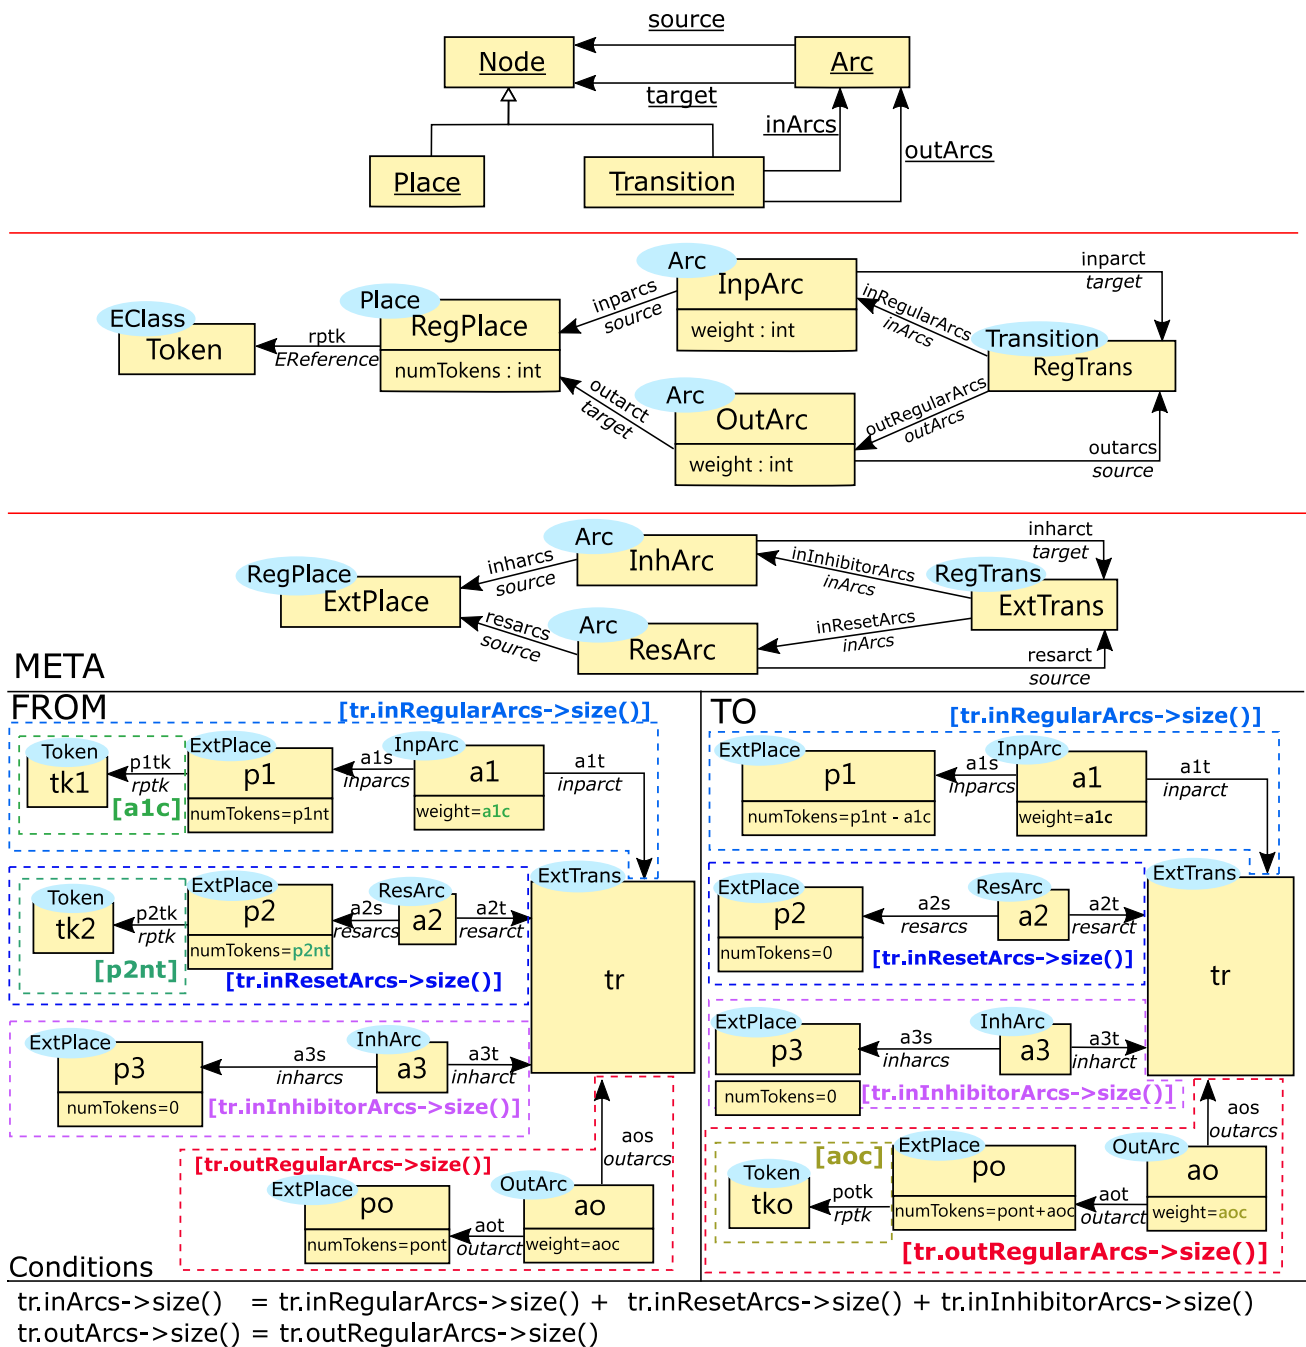 source
Node
Arc
target
inArcs
outArcs
Place
Transition
Arc
InpArc
weight : int
inparct
target
Place
RegPlace
numTokens : int
inparcs
source
inRegularArcs
inArcs
EClass
Token
rptk
EReference
Transition
RegTrans
Arc
OutArc
weight : int
outarct
target
outRegularArcs
outArcs
outarcs
source
Arc
InhArc
inharct
target
RegPlace
ExtPlace
inharcs
source
inInhibitorArcs
inArcs
RegTrans
ExtTrans
resarcs
source
Arc
ResArc
inResetArcs
inArcs
resarct
source
META
FROM
[tr.inRegularArcs->size()]
Token
tk1
p1tk
rptk
[a1c]
ExtPlace
p1
numTokens=p1nt
a1s
inparcs
InpArc
a1
weight=a1c
a1t
inparct
Token
tk2
p2tk
rptk
[p2nt]
ExtPlace
p2
numTokens=p2nt
a2s
resarcs
ResArc
a2
a2t
resarct
[tr.inResetArcs->size()]
ExtTrans
tr
ExtPlace
p3
numTokens=0
a3s
inharcs
InhArc
a3
a3t
inharct
[tr.inInhibitorArcs->size()]
[tr.outRegularArcs->size()]
aos
outarcs
ExtPlace
po
numTokens=pont
aot
outarct
OutArc
ao
weight=aoc
TO
[tr.inRegularArcs->size()]
ExtPlace
p1
numTokens=p1nt - a1c
a1s
inparcs
InpArc
a1
weight=a1c
a1t
inparct
ExtPlace
p2
numTokens=0
a2s
resarcs
ResArc
a2
a2t
resarct
[tr.inResetArcs->size()]
ExtTrans
tr
ExtPlace
p3
numTokens=0
a3s
inharcs
InhArc
a3
a3t
inharct
[tr.inInhibitorArcs->size()]
aos
outarcs
[aoc]
Token
tko
potk
rptk
ExtPlace
po
numTokens=pont+aoc
aot
outarct
OutArc
ao
weight=aoc
[tr.outRegularArcs->size()]
Conditions
tr.inArcs->size() = tr.inRegularArcs->size() + tr.inResetArcs->size() + tr.inInhibitorArcs->size()
tr.outArcs->size() = tr.outRegularArcs->size()